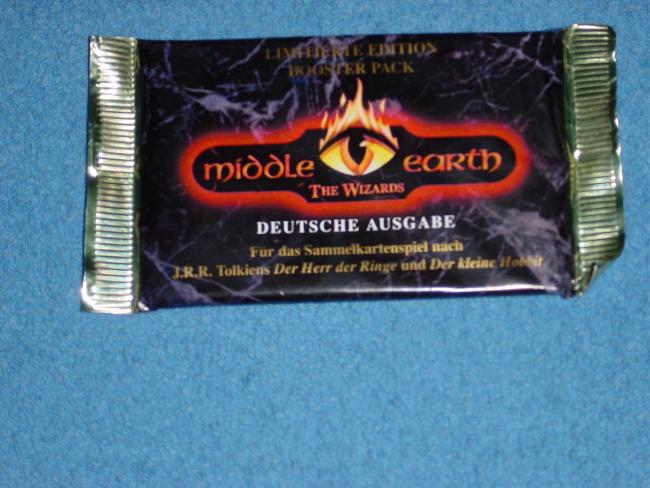 LIMITIERTE EDITION
BOOSTER PACK
middle earth
THE WIZARDS
DEUTSCHE AUSGABE
Für das Sammelkartenspiel nach
J.R.R. Tolkiens Der Herr der Ringe und Der kleine Hobbit